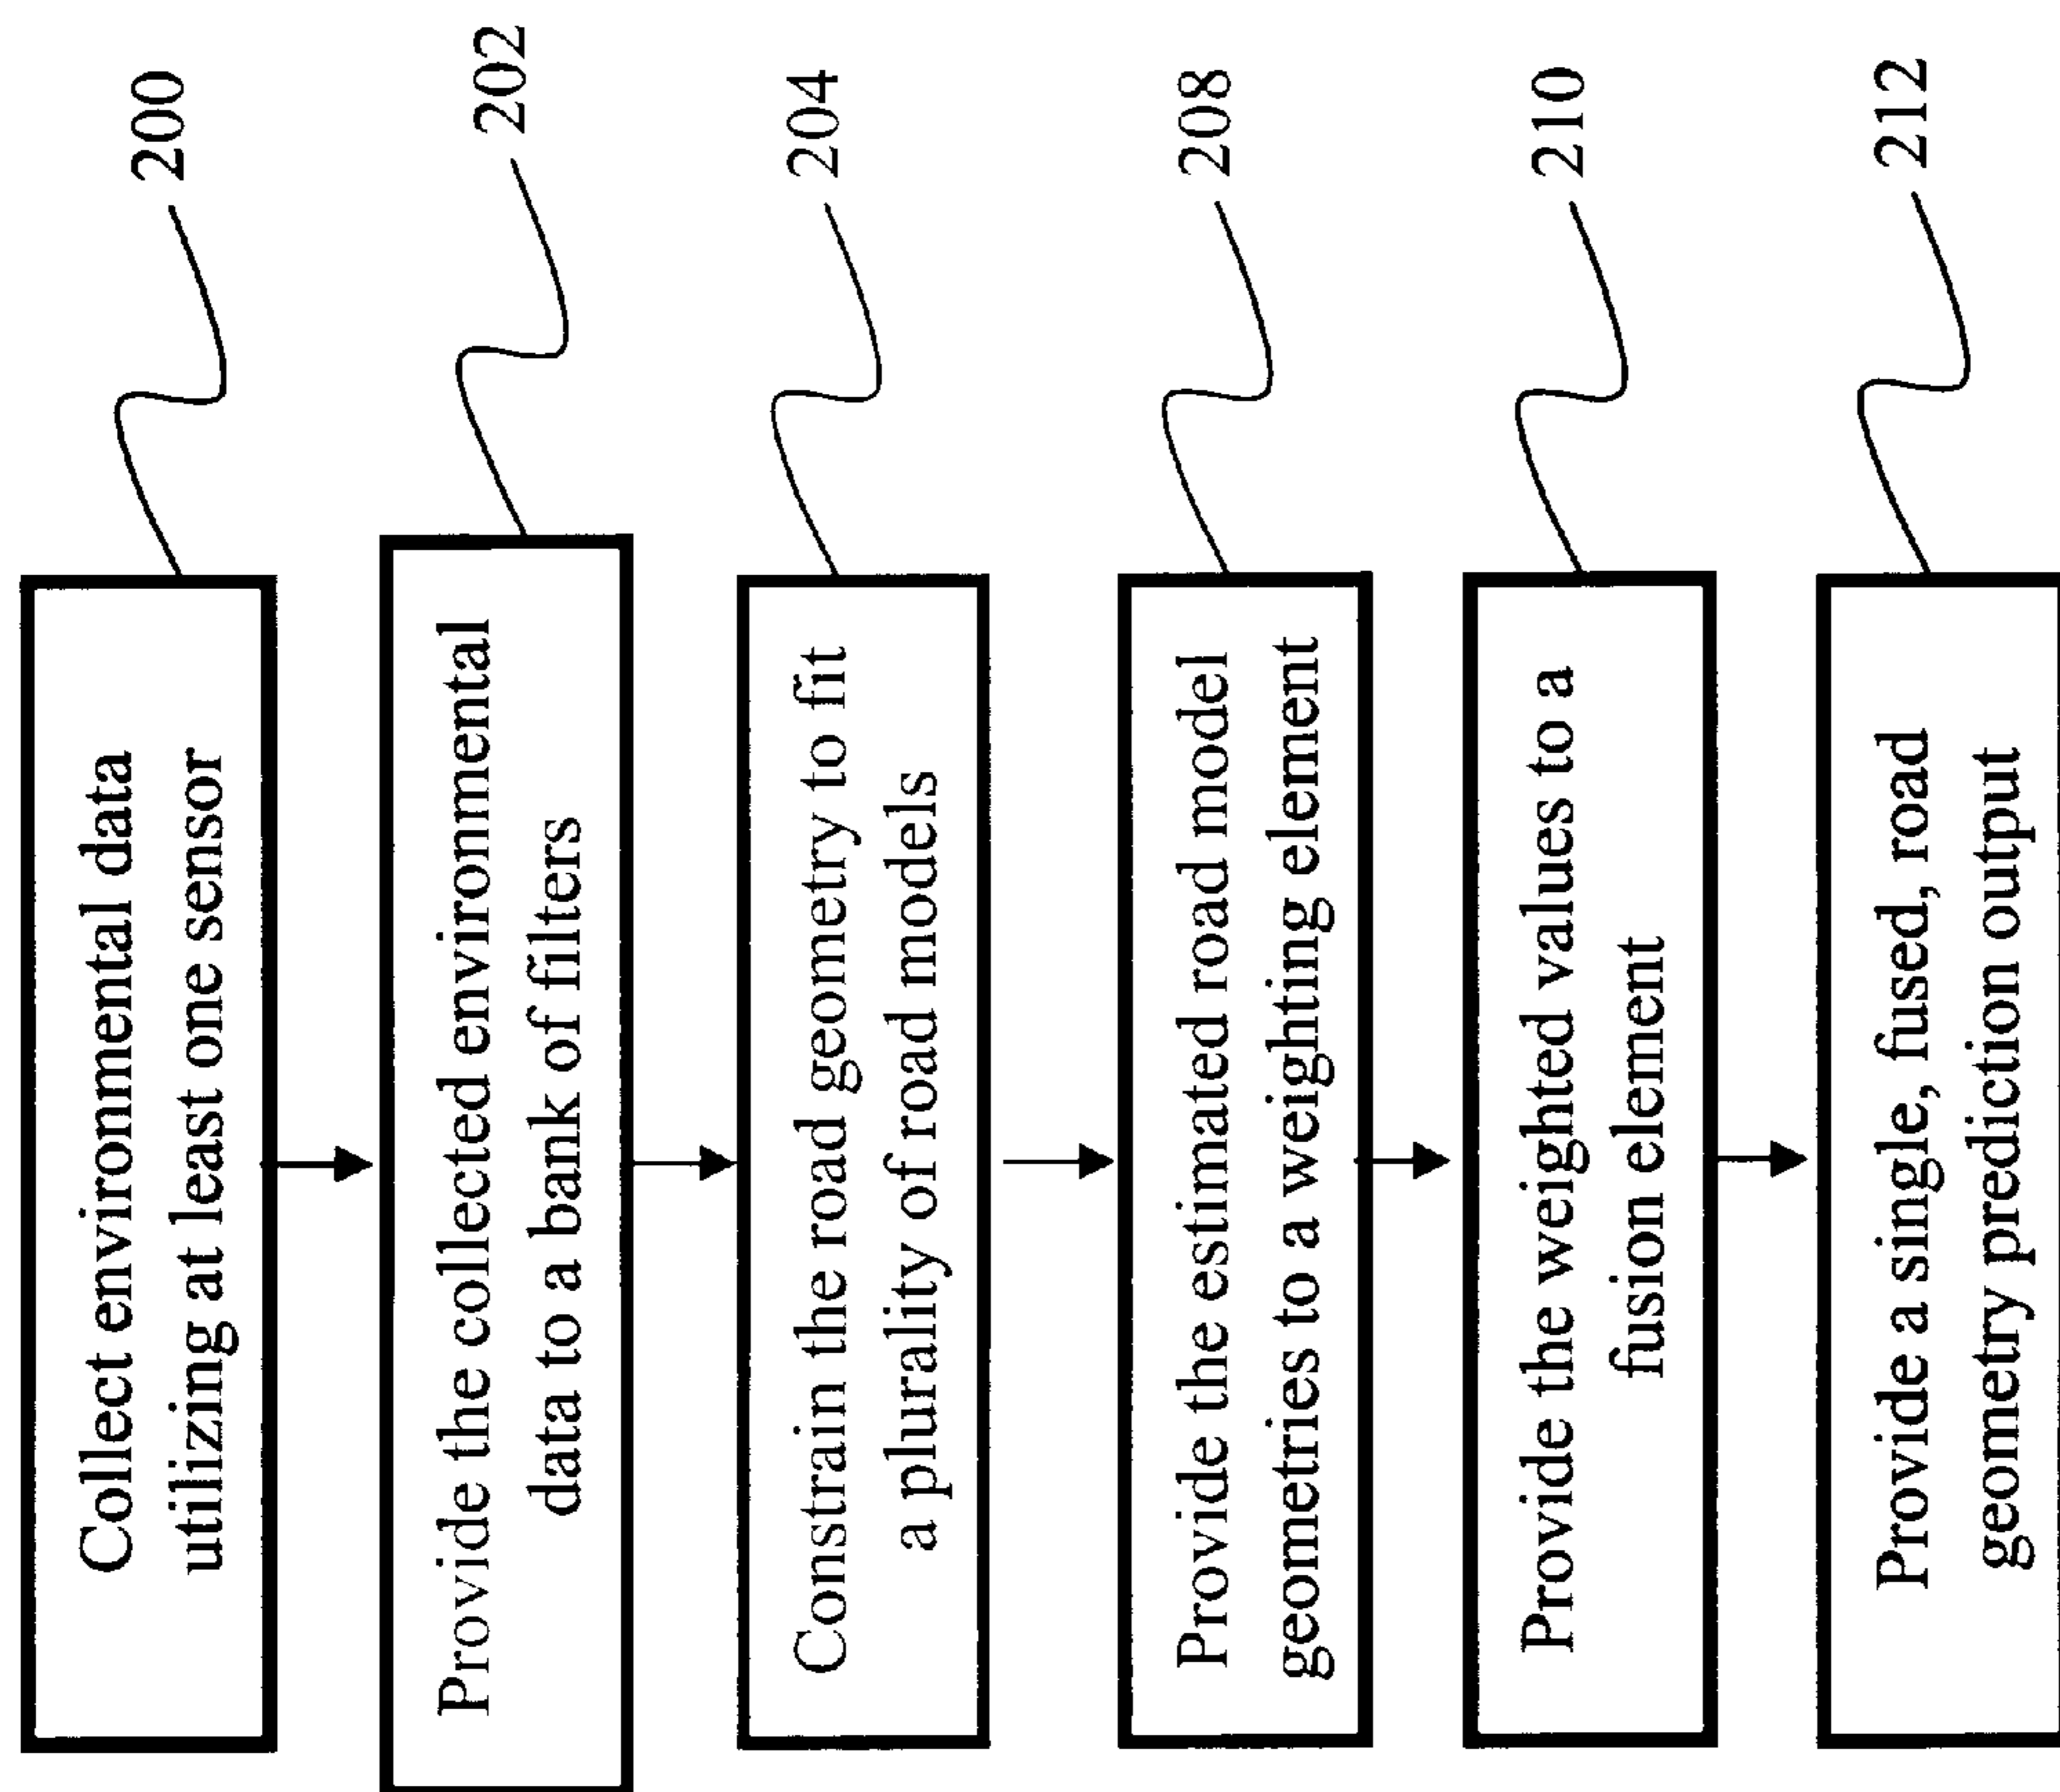 Collect environmental data
utilizing at least one sensor
200
Provide the collected environmental
data to a bank of filters
202
Constrain the road geometry to fit
a plurality of road models
204
Provide the estimated road model
geometries to a weighting element
208
Provide the weighted values to a
fusion element
210
Provide a single, fused, road
geometry prediction output
212